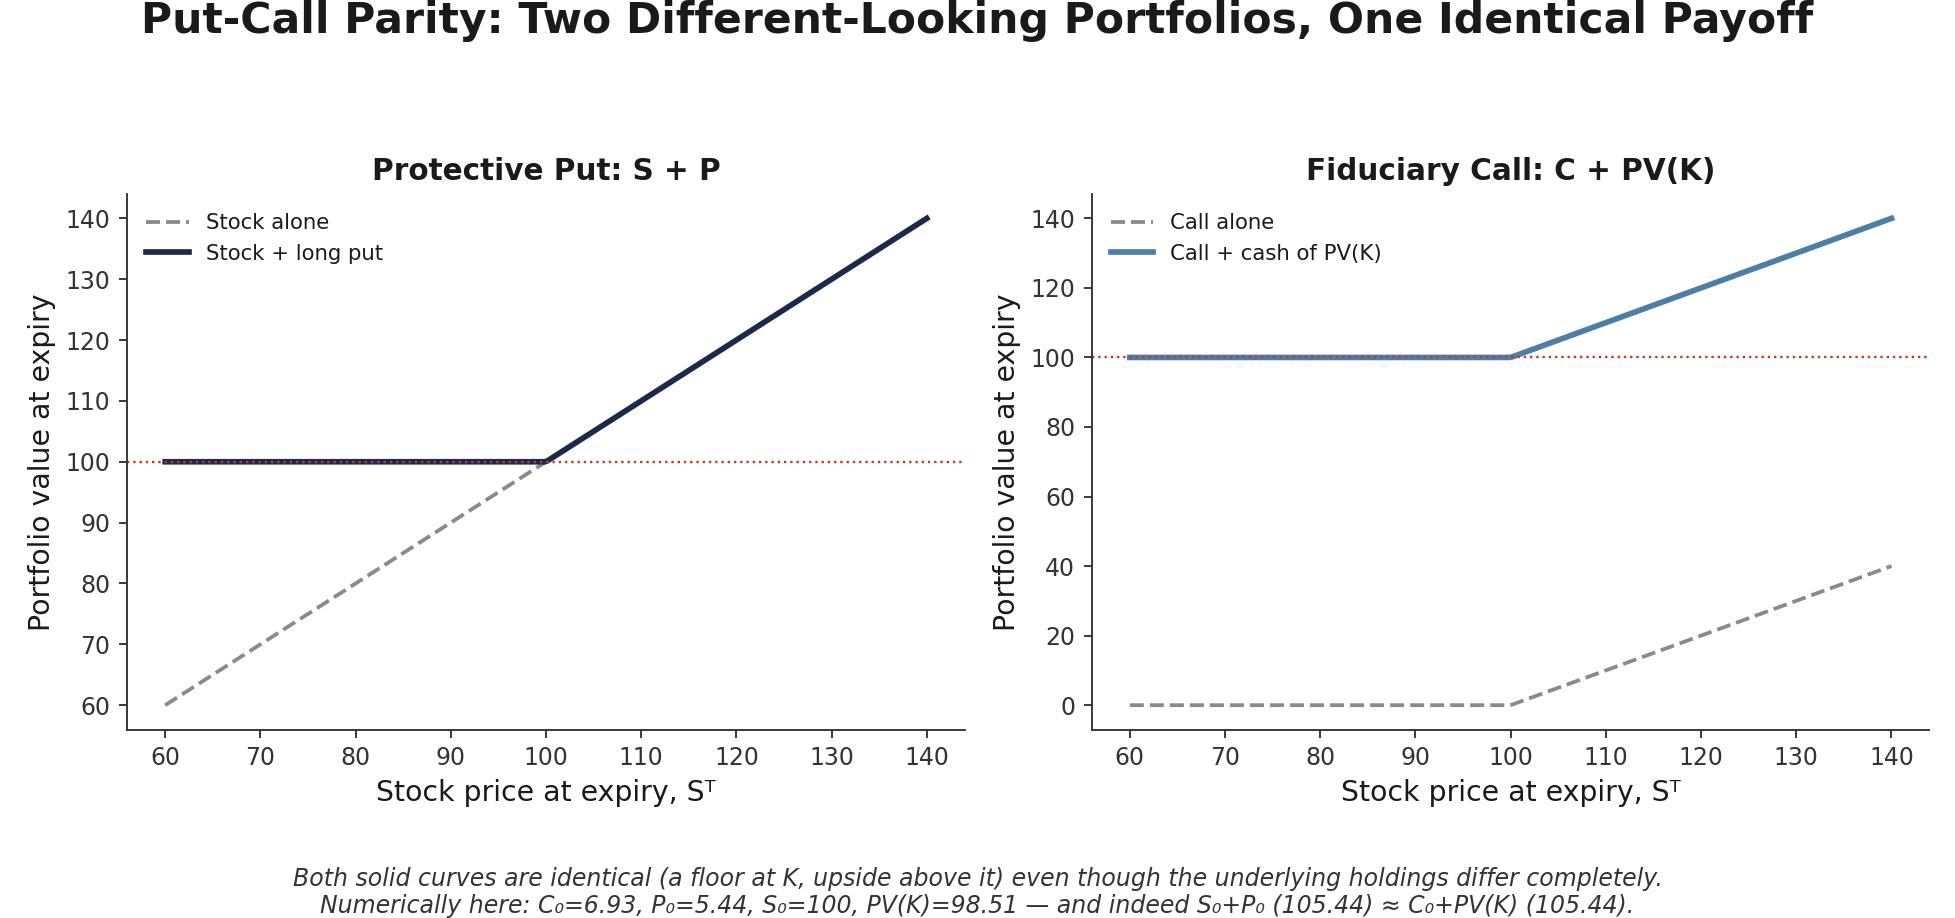 Put-Call Parity: Two Different-Looking Portfolios, One Identical Payoff
Protective Put: S + P
Stock alone
Stock + long put
Portfolio value at expiry
140
130
120
110
100
90
80
70
60
60 70 80 90 100 110 120 130 140
Stock price at expiry, Sᵀ
Fiduciary Call: C + PV(K)
Call alone
Call + cash of PV(K)
Portfolio value at expiry
140
120
100
80
60
40
20
0
60 70 80 90 100 110 120 130 140
Stock price at expiry, Sᵀ
Both solid curves are identical (a floor at K, upside above it) even though the underlying holdings differ completely.
Numerically here: C₀=6.93, P₀=5.44, S₀=100, PV(K)=98.51 — and indeed S₀+P₀ (105.44) ≈ C₀+PV(K) (105.44).